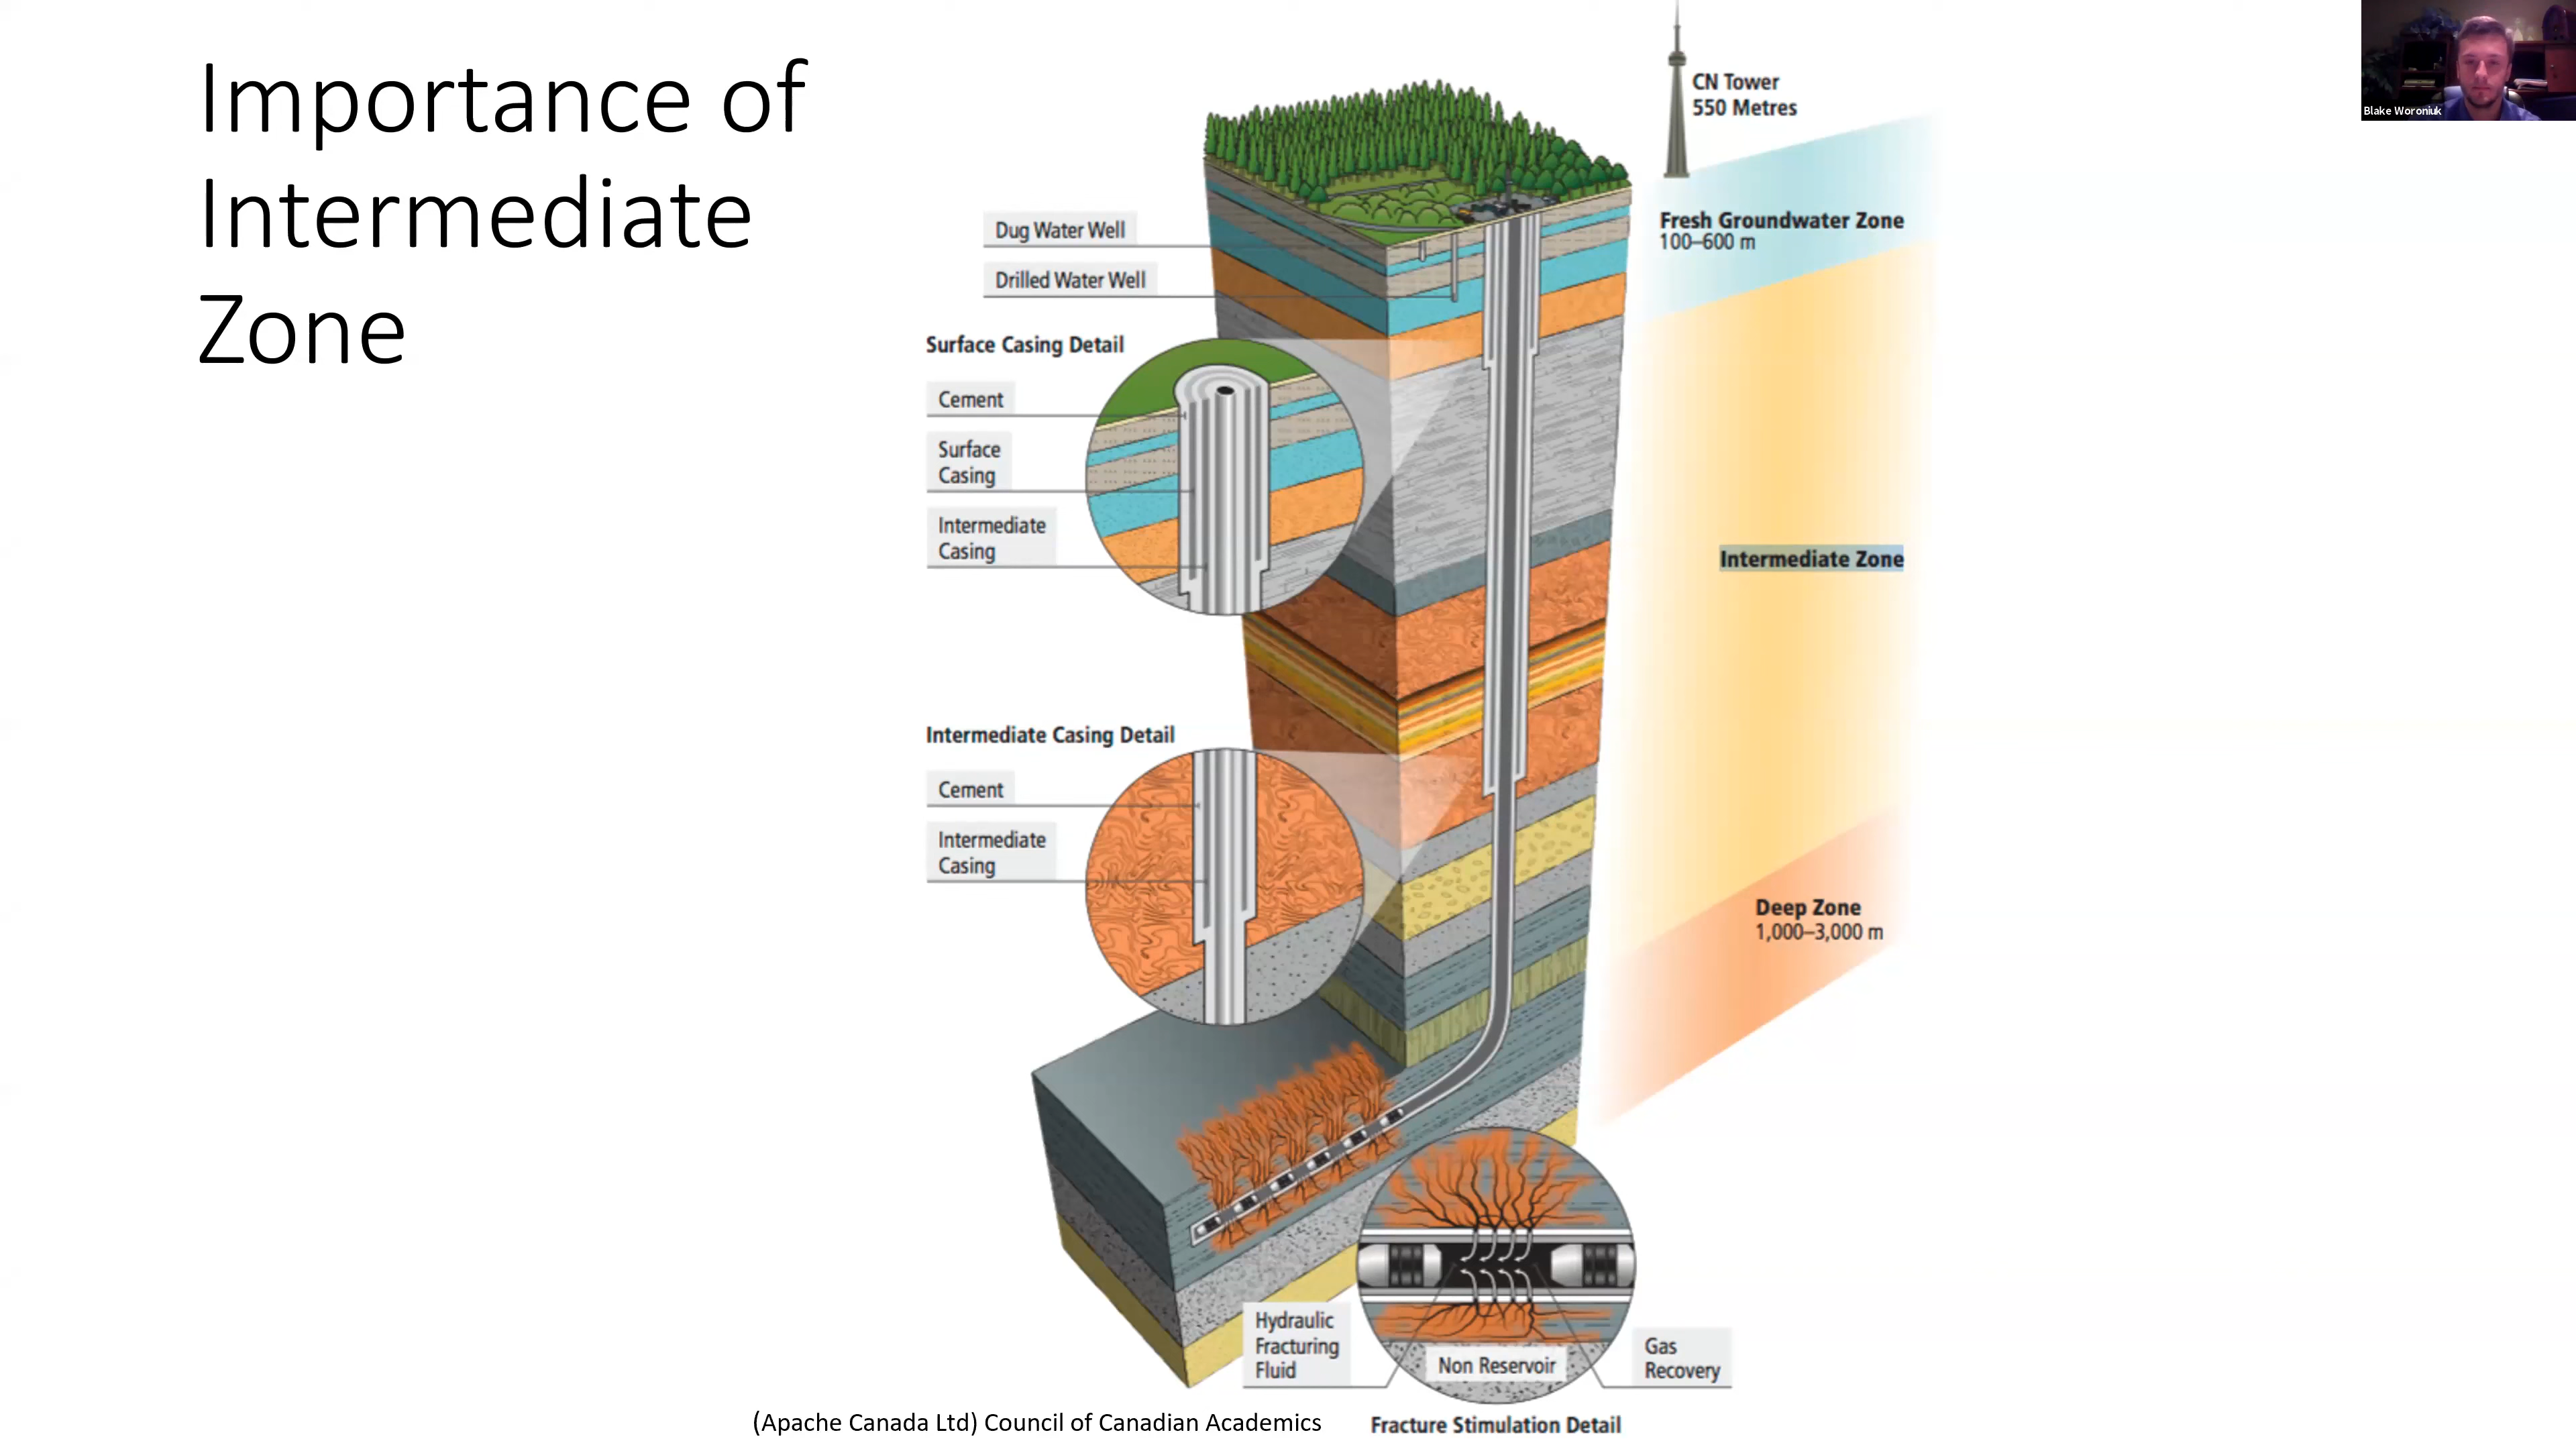 Importance of
Intermediate
Zone
CN Tower
550 Metres
Blake Woroniuk
Dug Water Well
Drilled Water Well
Fresh Groundwater Zone
100–600 m
Surface Casing Detail
Cement
Surface
Casing
Intermediate
Casing
Intermediate Zone
Intermediate Casing Detail
Cement
Intermediate
Casing
Deep Zone
1,000–3,000 m
Hydraulic
Fracturing
Fluid
Non Reservoir
Gas
Recovery
(Apache Canada Ltd) Council of Canadian Academics
Fracture Stimulation Detail